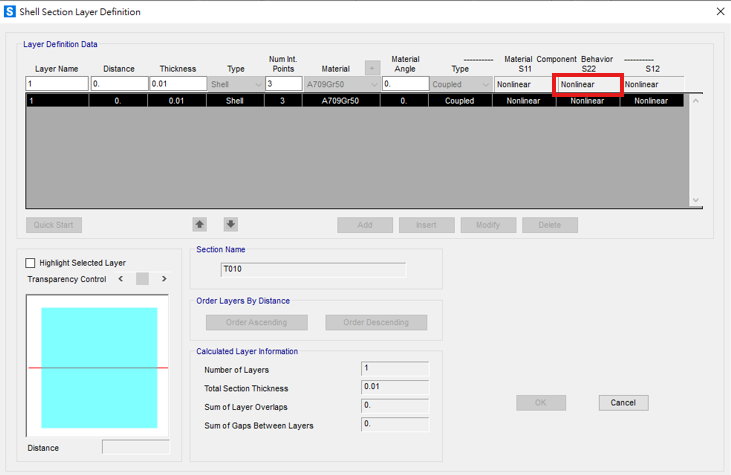 S Shell Section Layer Definition
Layer Definition Data
Num Int. Material ----------- Material Component Behavior -----------
Layer Name Distance Thickness Type Points Material + Angle Type S11 S22 S12
1 0. 0.01 Shell 3 A709Gr50 0. Coupled Nonlinear Nonlinear Nonlinear
1 0. 0.01 Shell 3 A709Gr50 0. Coupled Nonlinear Nonlinear Nonlinear
Quick Start Add Insert Modify Delete
Highlight Selected Layer
Transparency Control
Distance
Section Name
T010
Order Layers By Distance
Order Ascending Order Descending
Calculated Layer Information
Number of Layers 1
Total Section Thickness 0.01
Sum of Layer Overlaps 0.
Sum of Gaps Between Layers 0.
OK Cancel